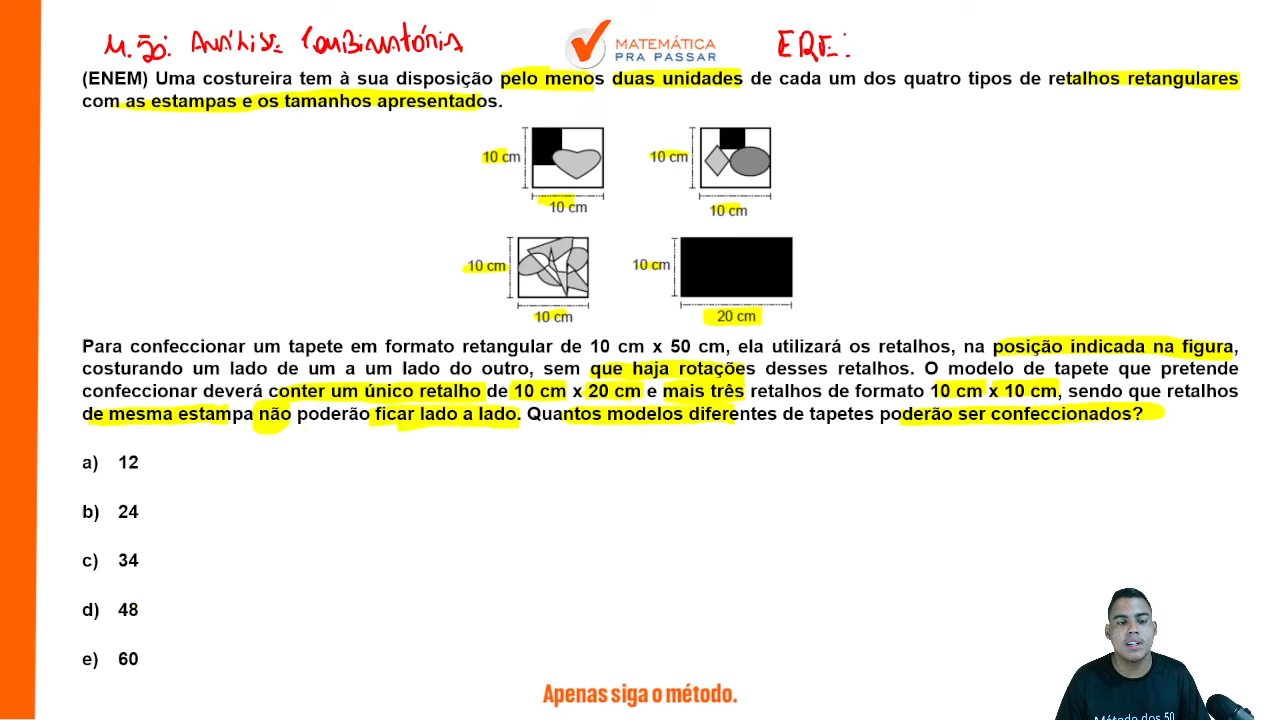 M.50: Análise Combinatória
MATEMÁTICA
PRA PASSAR
ERE:
(ENEM) Uma costureira tem à sua disposição pelo menos duas unidades de cada um dos quatro tipos de retalhos retangulares
com as estampas e os tamanhos apresentados.
10 cm
10 cm
10 cm
10 cm
10 cm
10 cm
10 cm
20 cm
Para confeccionar um tapete em formato retangular de 10 cm x 50 cm, ela utilizará os retalhos, na posição indicada na figura,
costurando um lado de um a um lado do outro, sem que haja rotações desses retalhos. O modelo de tapete que pretende
confeccionar deverá conter um único retalho de 10 cm x 20 cm e mais três retalhos de formato 10 cm x 10 cm, sendo que retalhos
de mesma estampa não poderão ficar lado a lado. Quantos modelos diferentes de tapetes poderão ser confeccionados?
a) 12
b) 24
c) 34
d) 48
e) 60
Apenas siga o método.
Método dos 50